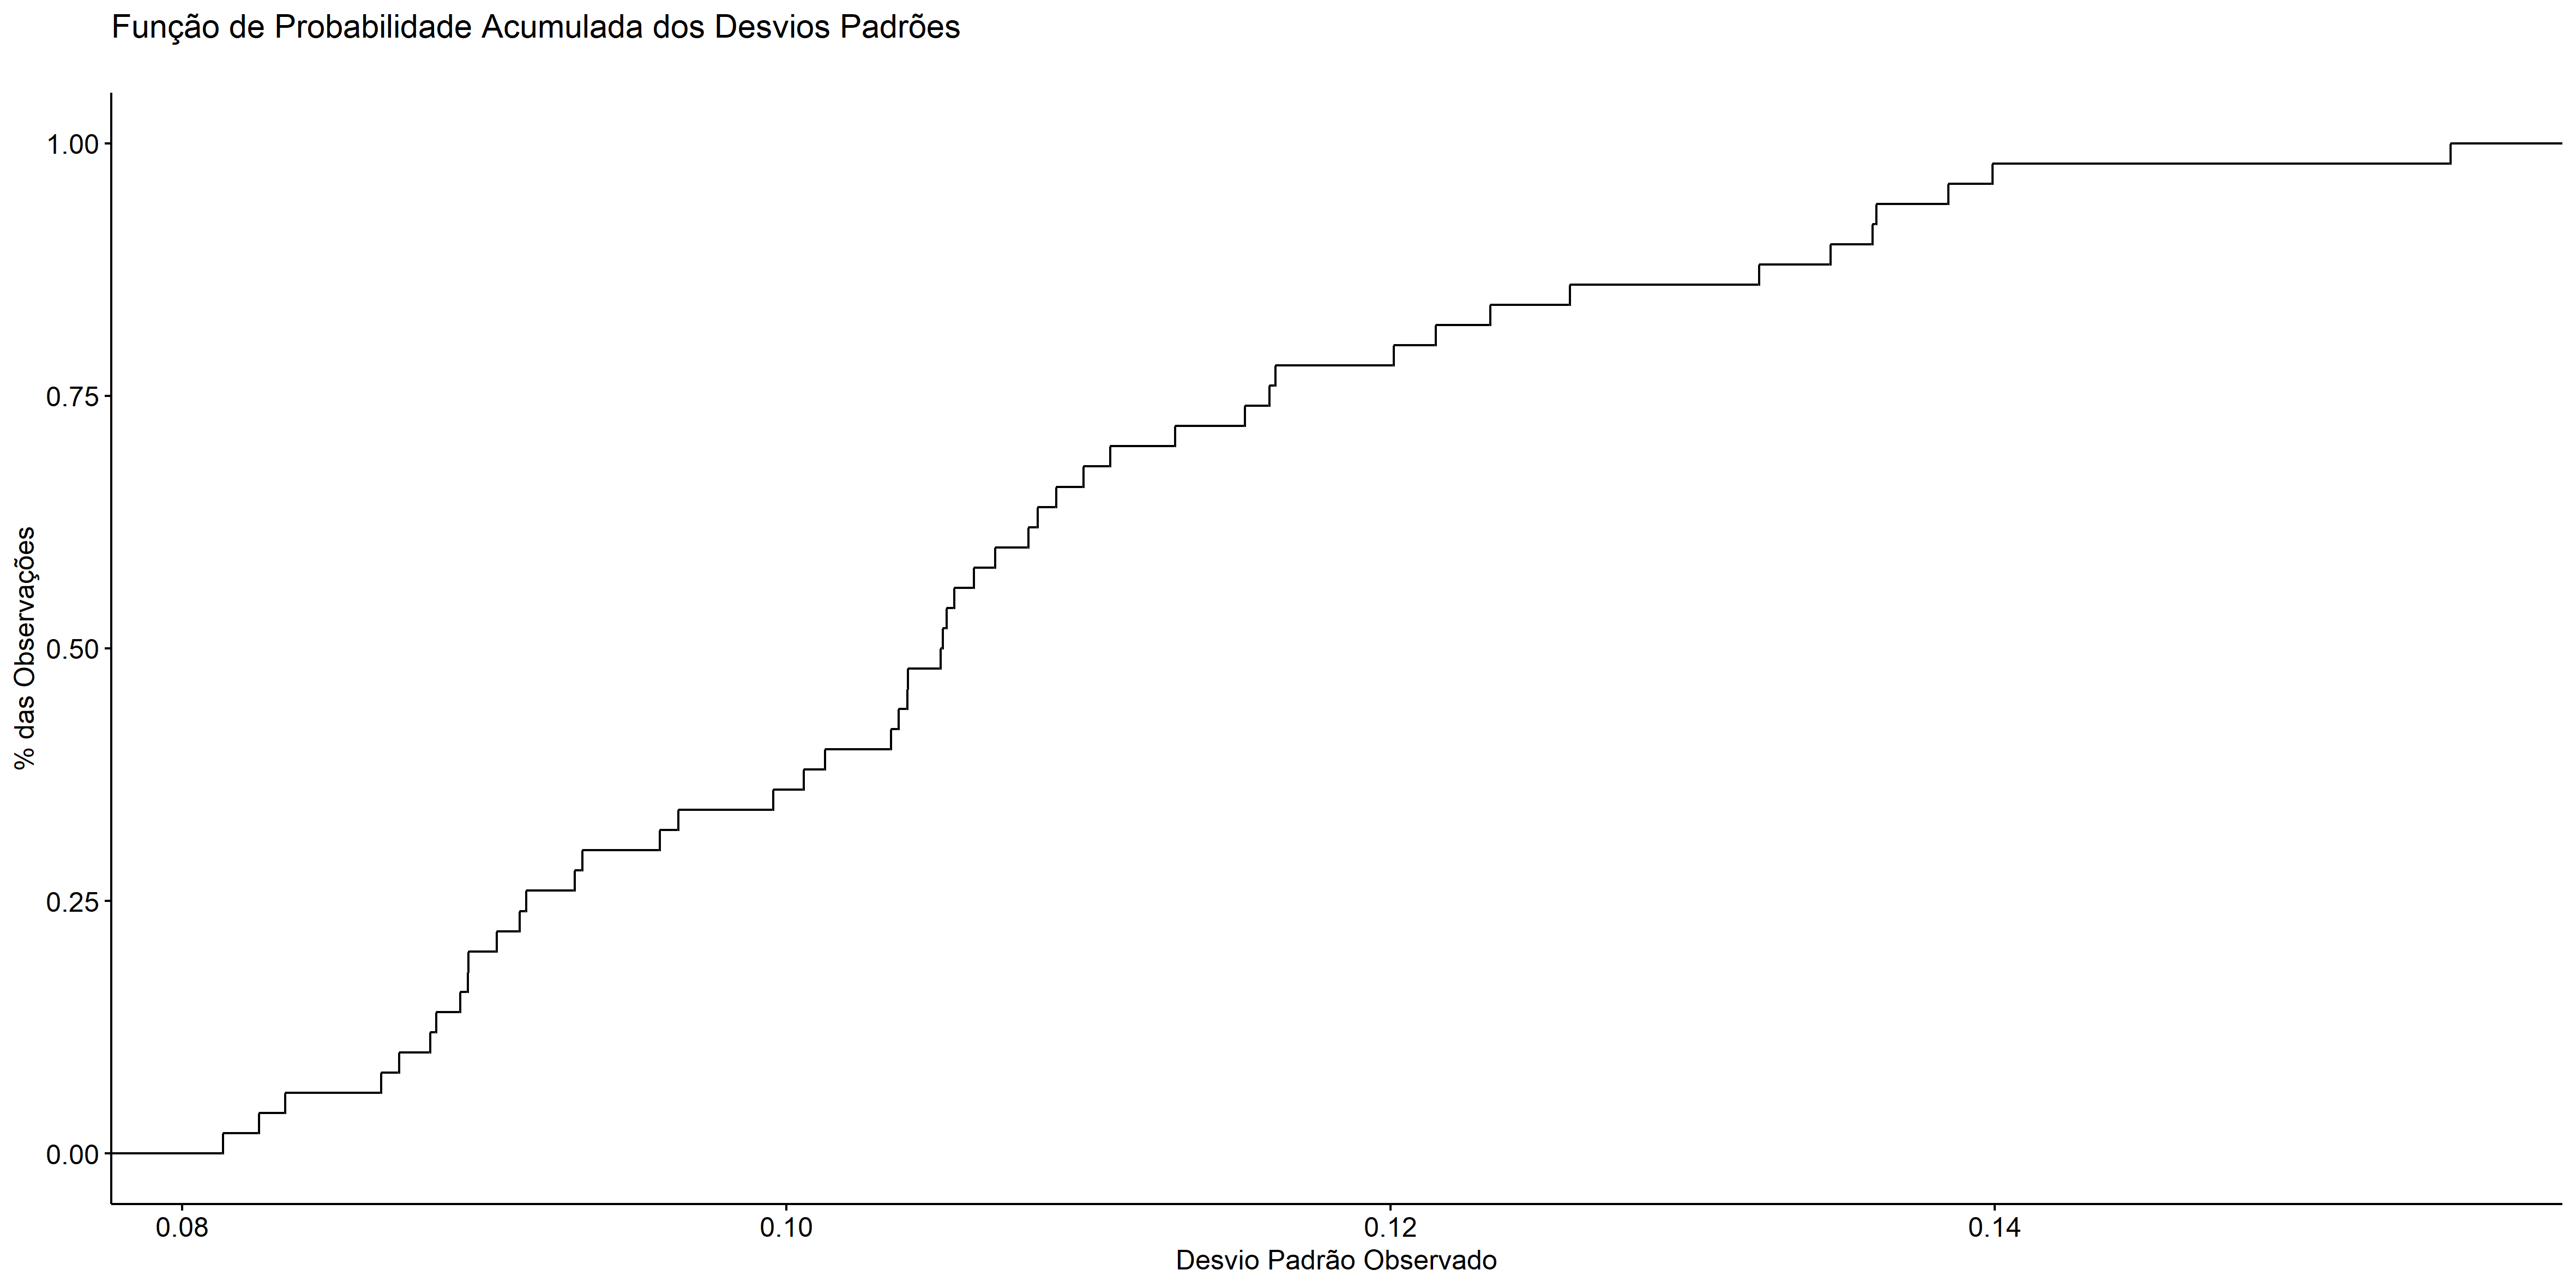 Função de Probabilidade Acumulada dos Desvios Padrões
1.00
0.75
0.50
0.25
0.00
% das Observações
0.08 0.10 0.12 0.14
Desvio Padrão Observado